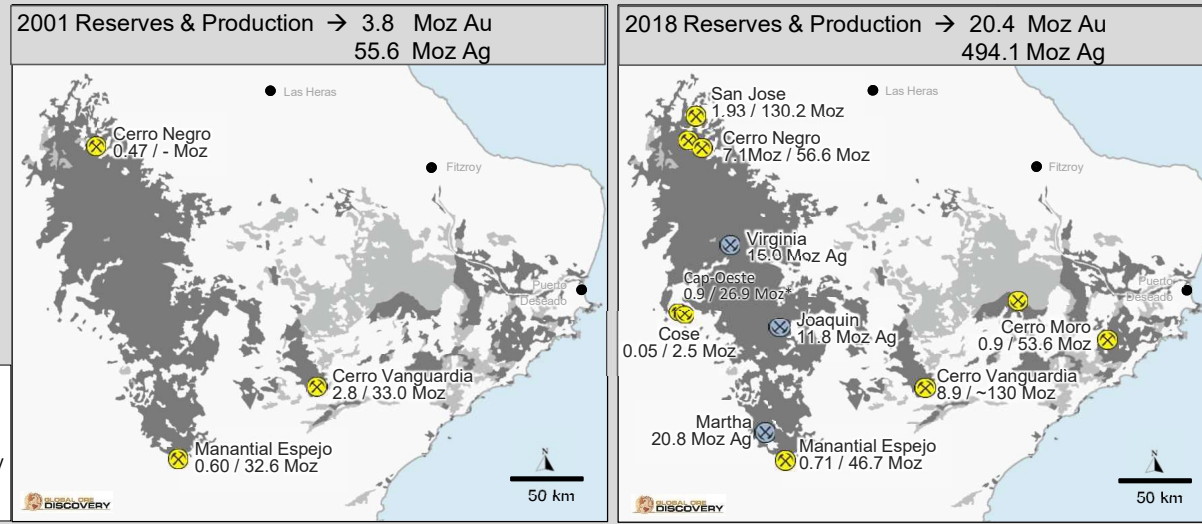 2001 Reserves & Production → 3.8 Moz Au
55.6 Moz Ag
Las Heras
Cerro Negro
0.47 / - Moz
Fitzroy
Puerto
Deseado
Cerro Vanguardia
2.8 / 33.0 Moz
Manantial Espejo
0.60 / 32.6 Moz
N
50 km
GLOBAL ORE
DISCOVERY
2018 Reserves & Production → 20.4 Moz Au
494.1 Moz Ag
San Jose
1.93 / 130.2 Moz
Las Heras
Cerro Negro
7.1Moz / 56.6 Moz
Fitzroy
Virginia
15.0 Moz Ag
Cap-Oeste
0.9 / 26.9 Moz*
Puerto
Deseado
Joaquin
11.8 Moz Ag
Cose
0.05 / 2.5 Moz
Cerro Moro
0.9 / 53.6 Moz
Cerro Vanguardia
8.9 / ~130 Moz
Martha
20.8 Moz Ag
Manantial Espejo
0.71 / 46.7 Moz
N
50 km
GLOBAL ORE
DISCOVERY